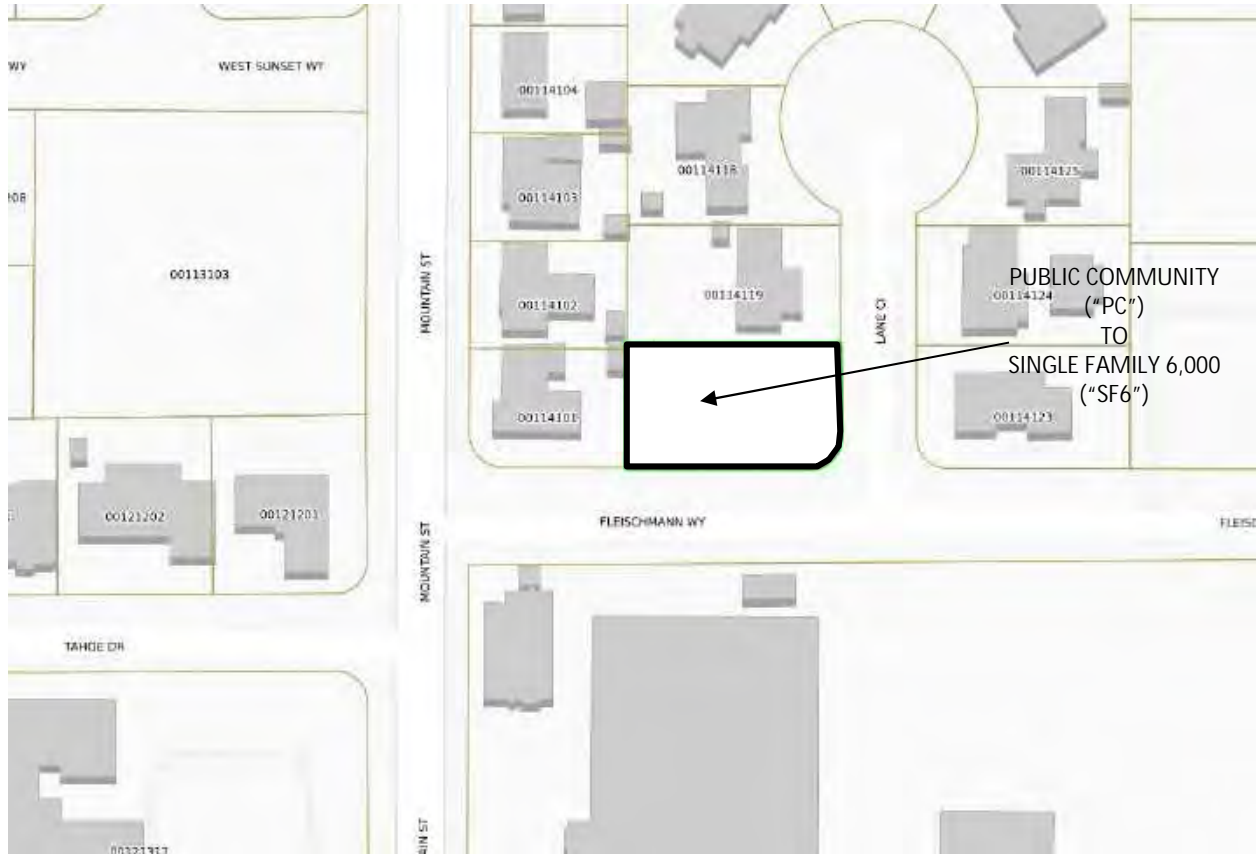 WY
WEST SUNSET WY
00114104
00114118
00114125
208
00114103
MOUNTAIN ST
00113103
00114102
00114119
LANE CI
00114124
PUBLIC COMMUNITY
("PC")
TO
SINGLE FAMILY 6,000
("SF6")
00114101
00114123
00121202
00121201
MOUNTAIN ST
FLEISCHMANN WY
FLEISC
TAHOE DR
AIN ST